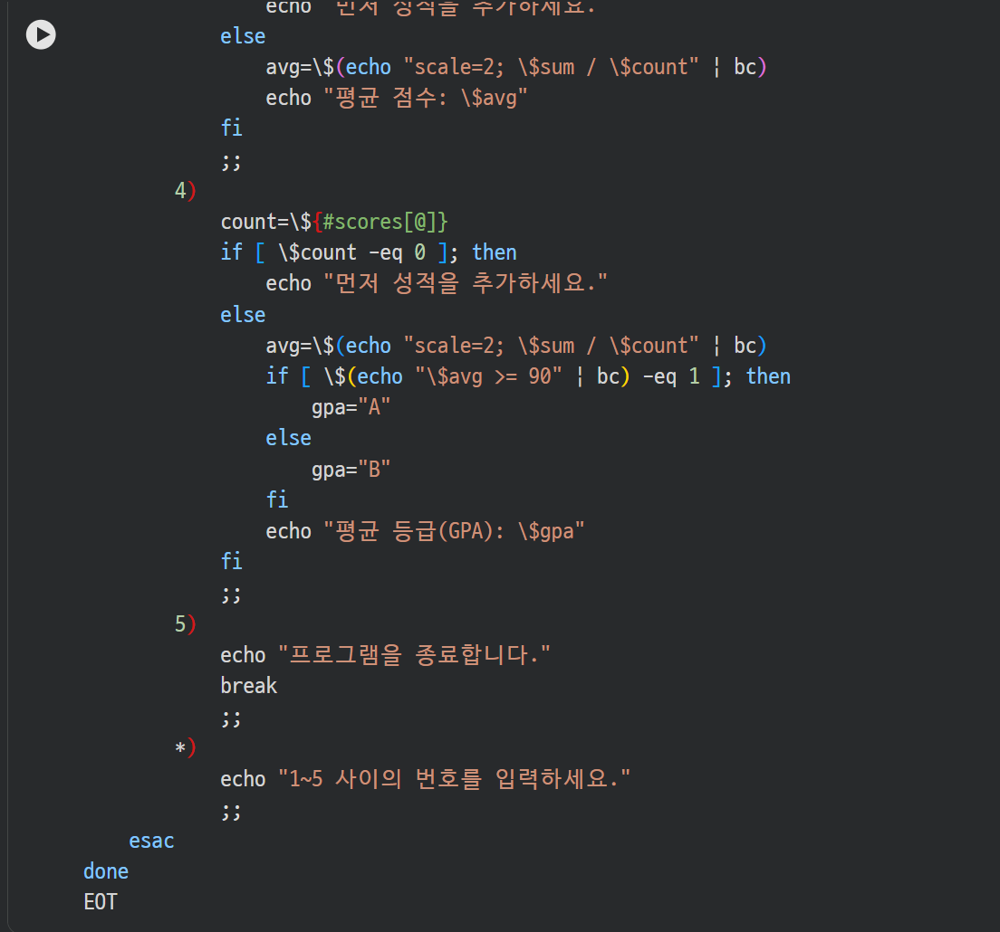 echo "먼저 성적을 추가하세요."
else
avg=\$(echo "scale=2; \$sum / \$count" | bc)
echo "평균 점수: \$avg"
fi
;;
4)
count=\${#scores[@]}
if [ \$count -eq 0 ]; then
echo "먼저 성적을 추가하세요."
else
avg=\$(echo "scale=2; \$sum / \$count" | bc)
if [ \$(echo "\$avg >= 90" | bc) -eq 1 ]; then
gpa="A"
else
gpa="B"
fi
echo "평균 등급(GPA): \$gpa"
fi
;;
5)
echo "프로그램을 종료합니다."
break
;;
*)
echo "1~5 사이의 번호를 입력하세요."
;;
esac
done
EOT